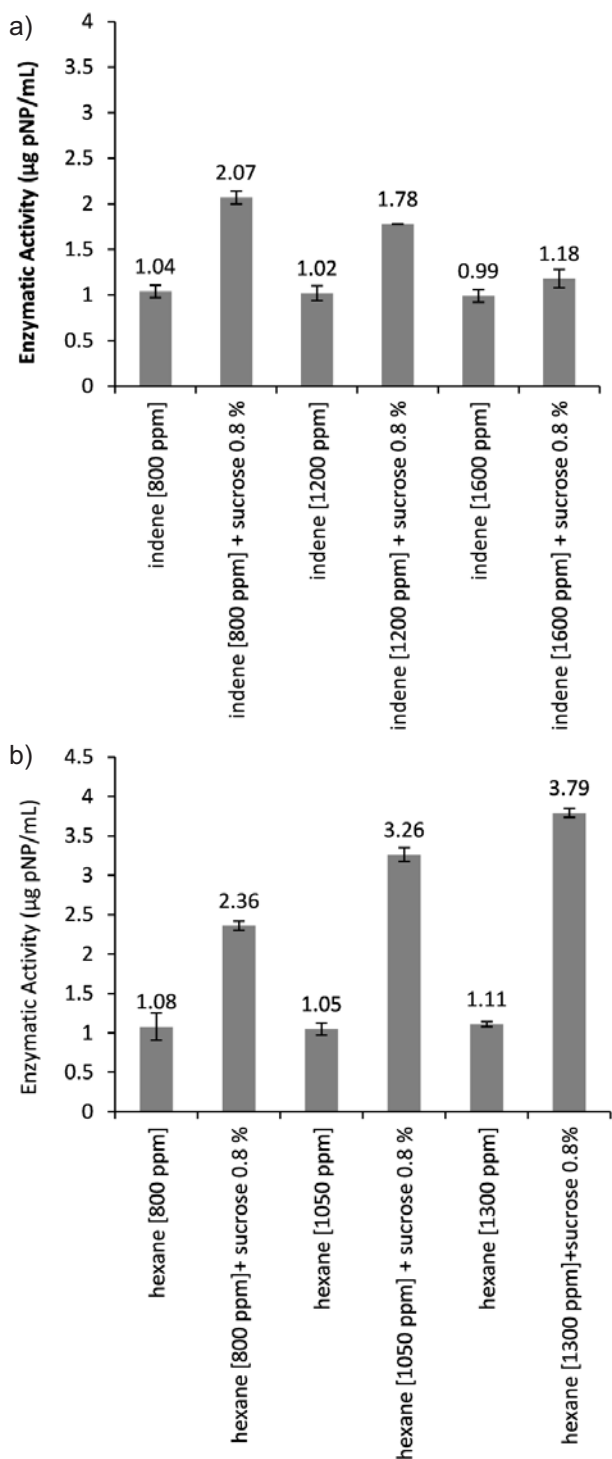 a)
Enzymatic Activity (µg pNP/mL)
4
3.5
3
2.5
2
1.5
1
0.5
0
1.04
2.07
1.02
1.78
0.99
1.18
indene [800 ppm]
indene [800 ppm] + sucrose 0.8 %
indene [1200 ppm]
indene [1200 ppm] + sucrose 0.8 %
indene [1600 ppm]
indene [1600 ppm] + sucrose 0.8 %
b)
Enzymatic Activity (µg pNP/mL)
4.5
4
3.5
3
2.5
2
1.5
1
0.5
0
1.08
2.36
1.05
3.26
1.11
3.79
hexane [800 ppm]
hexane [800 ppm]+ sucrose 0.8 %
hexane [1050 ppm]
hexane [1050 ppm] + sucrose 0.8 %
hexane [1300 ppm]
hexane [1300 ppm]+sucrose 0.8%